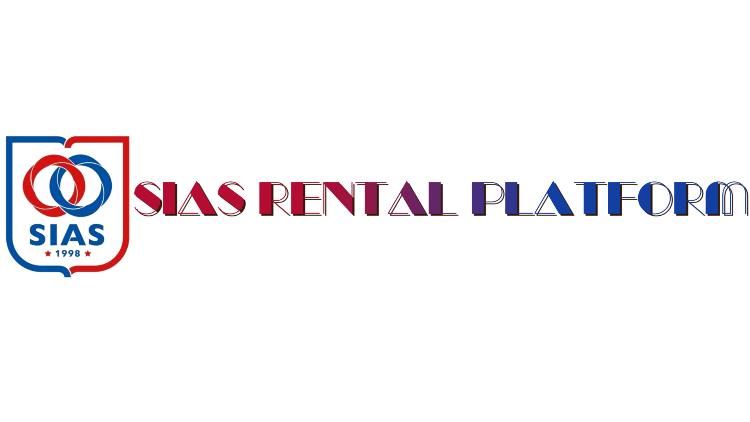 SIAS
★ 1998 ★
SIAS RENTAL PLATFORM